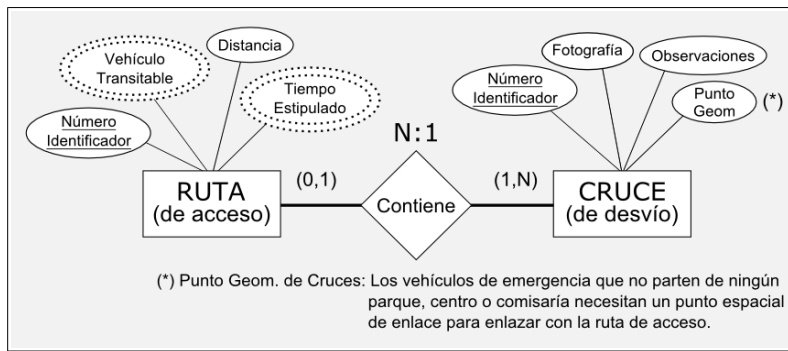 Vehículo
Transitable
Distancia
Tiempo
Estipulado
Número
Identificador
RUTA
(de acceso)
(0,1)
N:1
Contiene
(1,N)
Fotografía
Observaciones
Número
Identificador
Punto
Geom
(*)
CRUCE
(de desvío)
(*) Punto Geom. de Cruces: Los vehículos de emergencia que no parten de ningún
parque, centro o comisaría necesitan un punto espacial
de enlace para enlazar con la ruta de acceso.